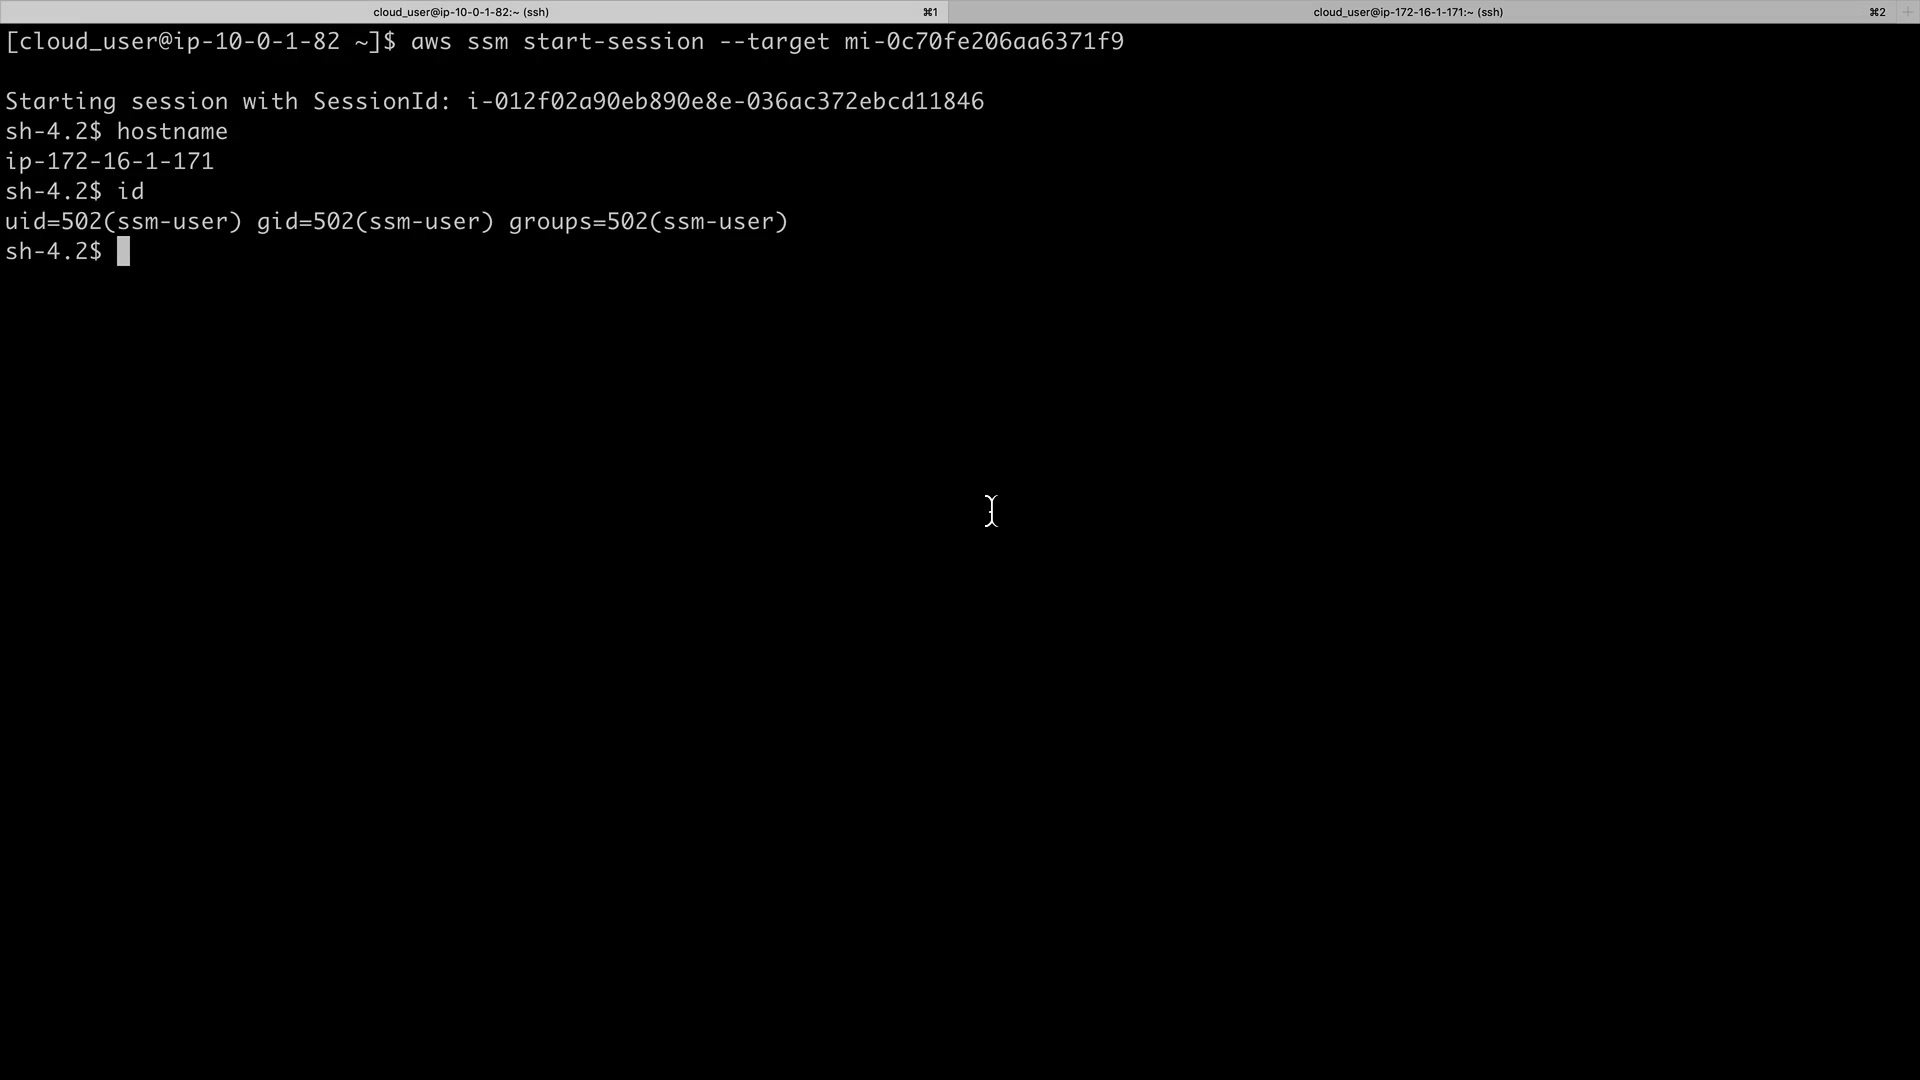 cloud_user@ip-10-0-1-82:~ (ssh) ⌘1 cloud_user@ip-172-16-1-171:~ (ssh) ⌘2 +
[cloud_user@ip-10-0-1-82 ~]$ aws ssm start-session --target mi-0c70fe206aa6371f9
Starting session with SessionId: i-012f02a90eb890e8e-036ac372ebcd11846
sh-4.2$ hostname
ip-172-16-1-171
sh-4.2$ id
uid=502(ssm-user) gid=502(ssm-user) groups=502(ssm-user)
sh-4.2$